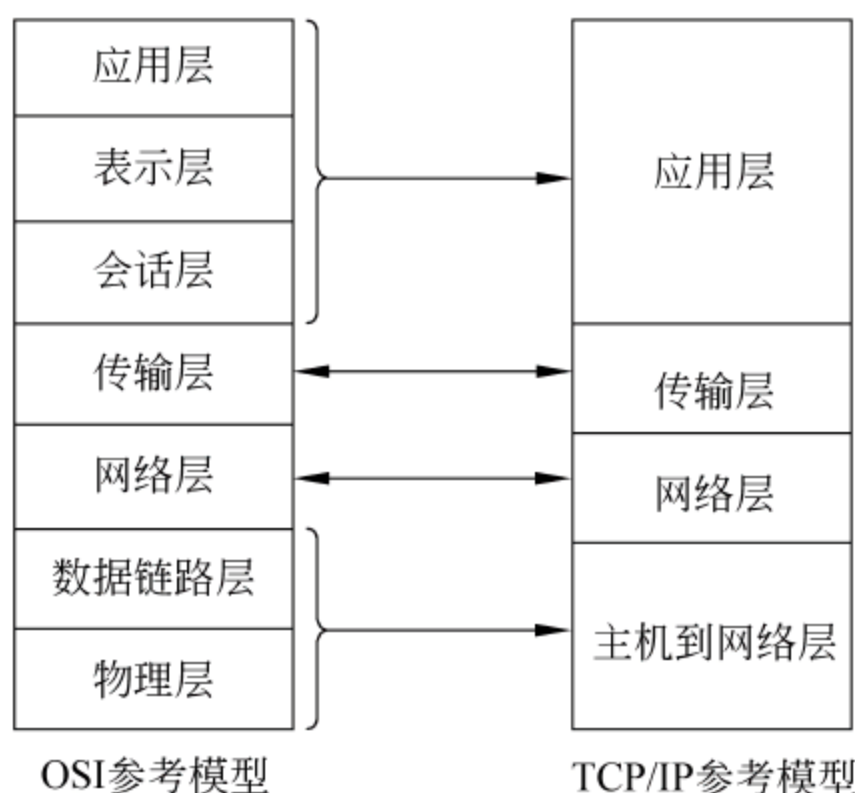 应用层
表示层
会话层
传输层
网络层
数据链路层
物理层
OSI参考模型
应用层
传输层
网络层
主机到网络层
TCP/IP参考模型